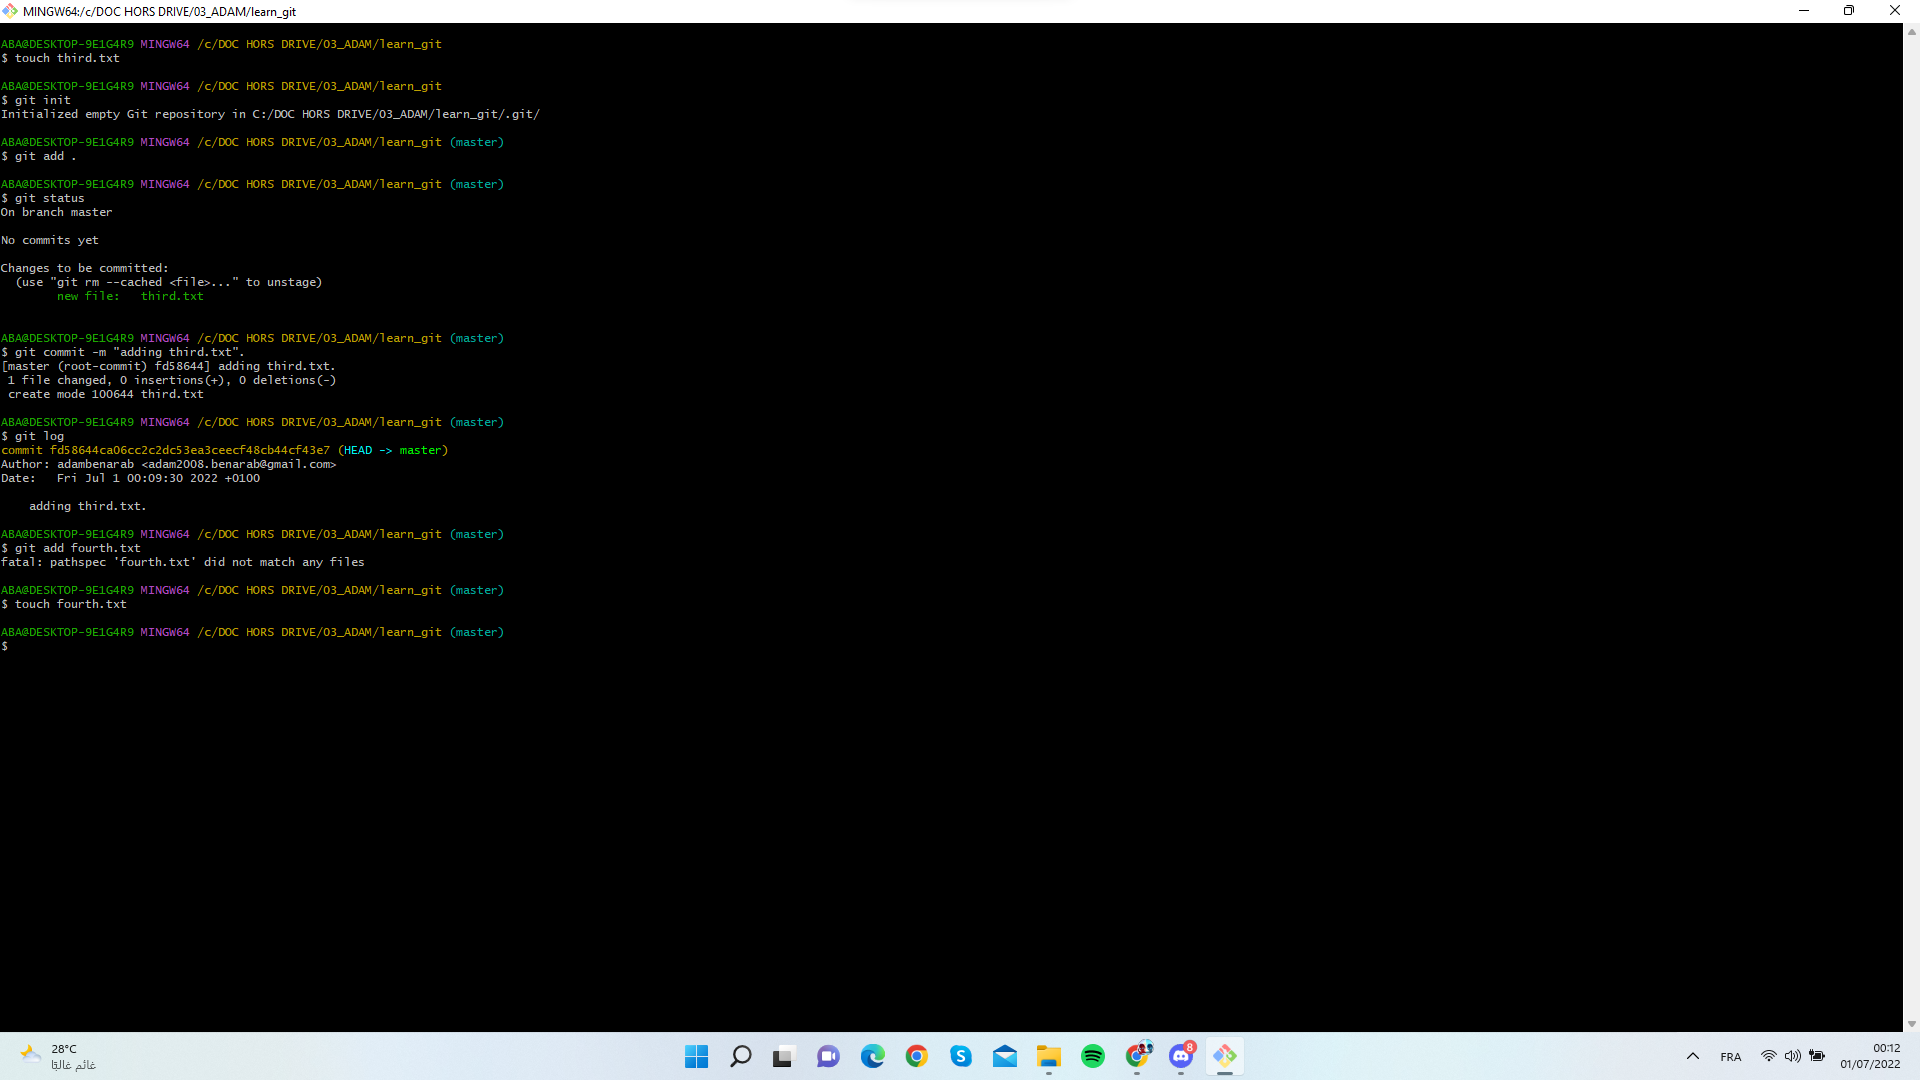 MINGW64:/c/DOC HORS DRIVE/03_ADAM/learn_git
ABA@DESKTOP-9E1G4R9 MINGW64 /c/DOC HORS DRIVE/03_ADAM/learn_git
$ touch third.txt
ABA@DESKTOP-9E1G4R9 MINGW64 /c/DOC HORS DRIVE/03_ADAM/learn_git
$ git init
Initialized empty Git repository in C:/DOC HORS DRIVE/03_ADAM/learn_git/.git/
ABA@DESKTOP-9E1G4R9 MINGW64 /c/DOC HORS DRIVE/03_ADAM/learn_git (master)
$ git add .
ABA@DESKTOP-9E1G4R9 MINGW64 /c/DOC HORS DRIVE/03_ADAM/learn_git (master)
$ git status
On branch master
No commits yet
Changes to be committed:
  (use "git rm --cached <file>..." to unstage)
        new file:   third.txt
ABA@DESKTOP-9E1G4R9 MINGW64 /c/DOC HORS DRIVE/03_ADAM/learn_git (master)
$ git commit -m "adding third.txt".
[master (root-commit) fd58644] adding third.txt.
 1 file changed, 0 insertions(+), 0 deletions(-)
 create mode 100644 third.txt
ABA@DESKTOP-9E1G4R9 MINGW64 /c/DOC HORS DRIVE/03_ADAM/learn_git (master)
$ git log
commit fd58644ca06cc2c2dc53ea3ceecf48cb44cf43e7 (HEAD -> master)
Author: adambenarab <adam2008.benarab@gmail.com>
Date:   Fri Jul 1 00:09:30 2022 +0100
    adding third.txt.
ABA@DESKTOP-9E1G4R9 MINGW64 /c/DOC HORS DRIVE/03_ADAM/learn_git (master)
$ git add fourth.txt
fatal: pathspec 'fourth.txt' did not match any files
ABA@DESKTOP-9E1G4R9 MINGW64 /c/DOC HORS DRIVE/03_ADAM/learn_git (master)
$ touch fourth.txt
ABA@DESKTOP-9E1G4R9 MINGW64 /c/DOC HORS DRIVE/03_ADAM/learn_git (master)
$
28°C
غائم غالبًا
8
FRA
00:12
01/07/2022